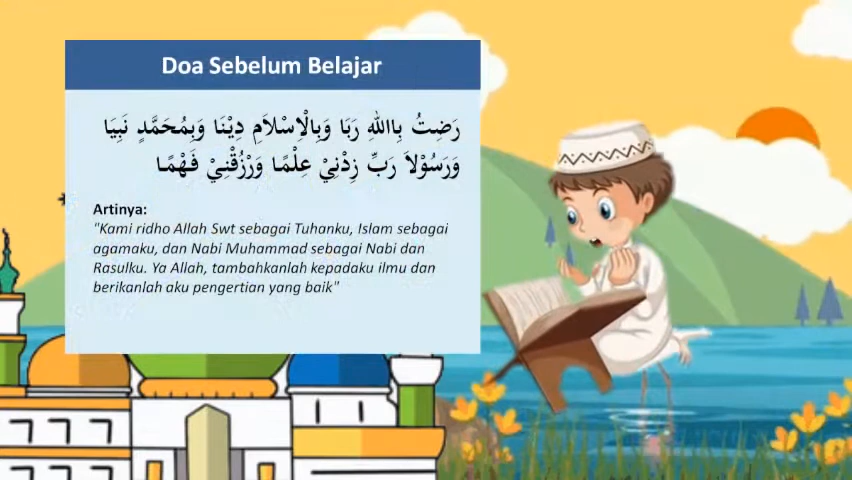 Doa Sebelum Belajar
رَضِتُ بِااللهِ رَبَا وَبِالْاِسْلاَمِ دِيْنَا وَبِمُحَمَّدٍ نَبِيَا
وَرَسُوْلاَ رَبِّ زِدْنِيْ عِلْمًا وَرْزُقْنِيْ فَهْمًا
Artinya:
"Kami ridho Allah Swt sebagai Tuhanku, Islam sebagai
agamaku, dan Nabi Muhammad sebagai Nabi dan
Rasulku. Ya Allah, tambahkanlah kepadaku ilmu dan
berikanlah aku pengertian yang baik"